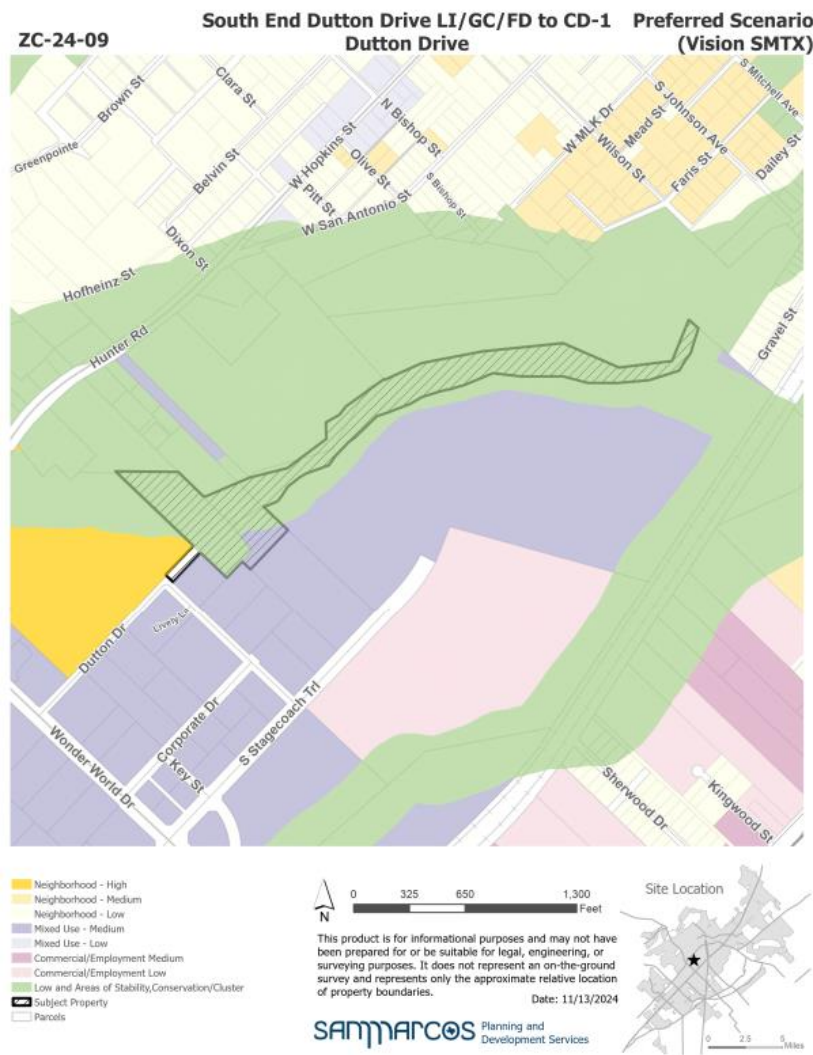 ZC-24-09
South End Dutton Drive LI/GC/FD to CD-1
Dutton Drive
Preferred Scenario
(Vision SMTX)
Brown St
Clara St
Greenpointe
Belvin St
W Hopkins St
N Bishop St
Olive St
Pitt St
S Bishop St
W San Antonio St
Dixon St
W MLK Dr
Mead St
S Johnson Ave
S Mitchell Ave
Wilson St
Faris St
Dailey St
Hofheinz St
Hunter Rd
Gravel St
Lively Ln
Dutton Dr
Corporate Dr
Key St
S Stagecoach Trl
Wonder World Dr
Sherwood Dr
Kingwood St
Neighborhood - High
Neighborhood - Medium
Neighborhood - Low
Mixed Use - Medium
Mixed Use - Low
Commercial/Employment Medium
Commercial/Employment Low
Low and Areas of Stability,Conservation/Cluster
Subject Property
Parcels
N
0 325 650 1,300
Feet
This product is for informational purposes and may not have
been prepared for or be suitable for legal, engineering, or
surveying purposes. It does not represent an on-the-ground
survey and represents only the approximate relative location
of property boundaries.
Date: 11/13/2024
SAN MARCOS
Planning and
Development Services
Site Location
0 2.5 5
Miles